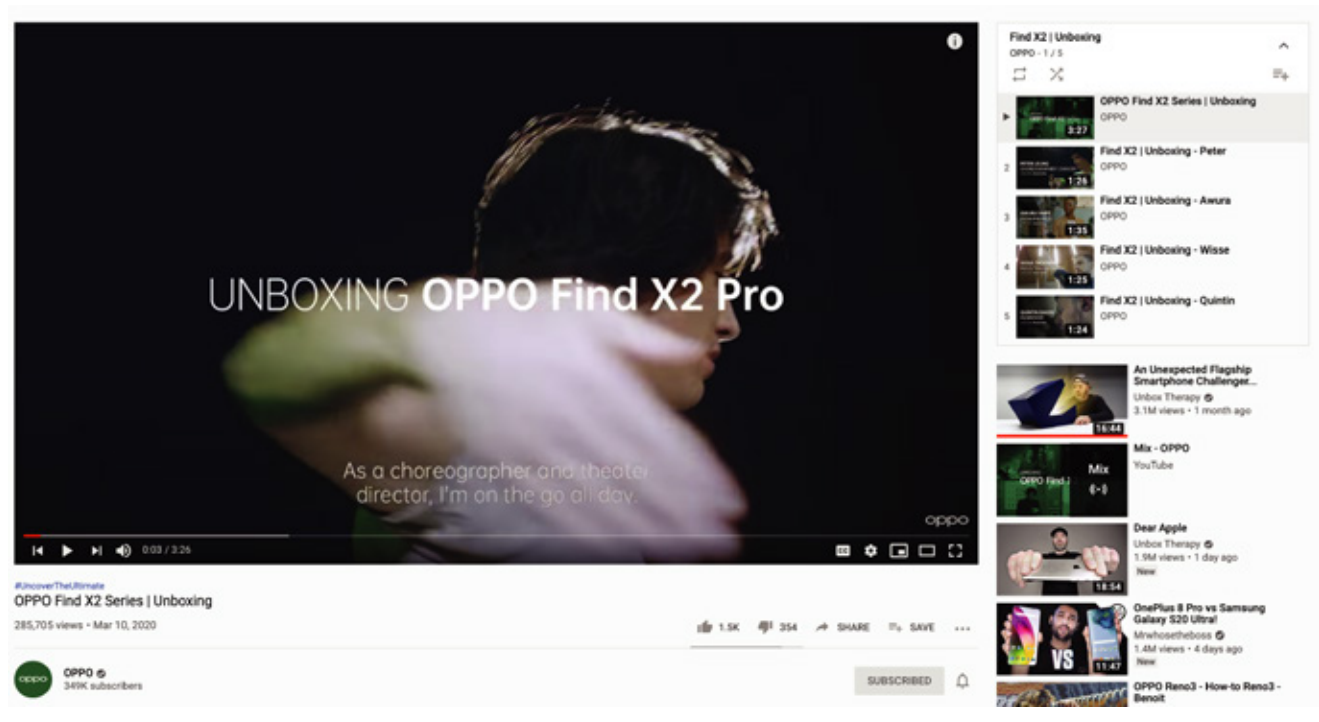 UNBOXING OPPO Find X2 Pro
As a choreographer and theater
director, I'm on the go all day.
oppo
0:03 / 3:26
#UncoverTheUltimate
OPPO Find X2 Series | Unboxing
285,705 views • Mar 10, 2020
1.5K 354 SHARE SAVE
oppo
OPPO
349K subscribers
SUBSCRIBED
Find X2 | Unboxing
OPPO - 1 / 5
OPPO Find X2 Series | Unboxing
OPPO
3:27
2
Find X2 | Unboxing - Peter
OPPO
1:26
3
Find X2 | Unboxing - Awura
OPPO
1:35
4
Find X2 | Unboxing - Wisse
OPPO
1:25
5
Find X2 | Unboxing - Quintin
OPPO
1:24
An Unexpected Flagship
Smartphone Challenger...
Unbox Therapy
3.1M views • 1 month ago
16:44
Mix - OPPO
YouTube
OPPO Find
Mix
Dear Apple
Unbox Therapy
1.9M views • 1 day ago
New
18:54
OnePlus 8 Pro vs Samsung
Galaxy S20 Ultra!
Mrwhosetheboss
1.4M views • 4 days ago
New
VS
11:47
OPPO Reno3 - How-to Reno3 -
Benoit